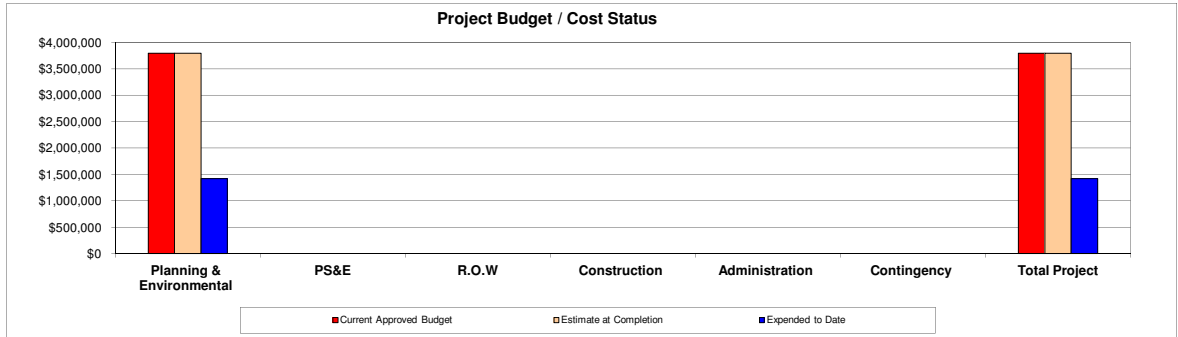 Project Budget / Cost Status
$4,000,000
$3,500,000
$3,000,000
$2,500,000
$2,000,000
$1,500,000
$1,000,000
$500,000
$0
Planning &
Environmental
PS&E
R.O.W
Construction
Administration
Contingency
Total Project
Current Approved Budget
Estimate at Completion
Expended to Date